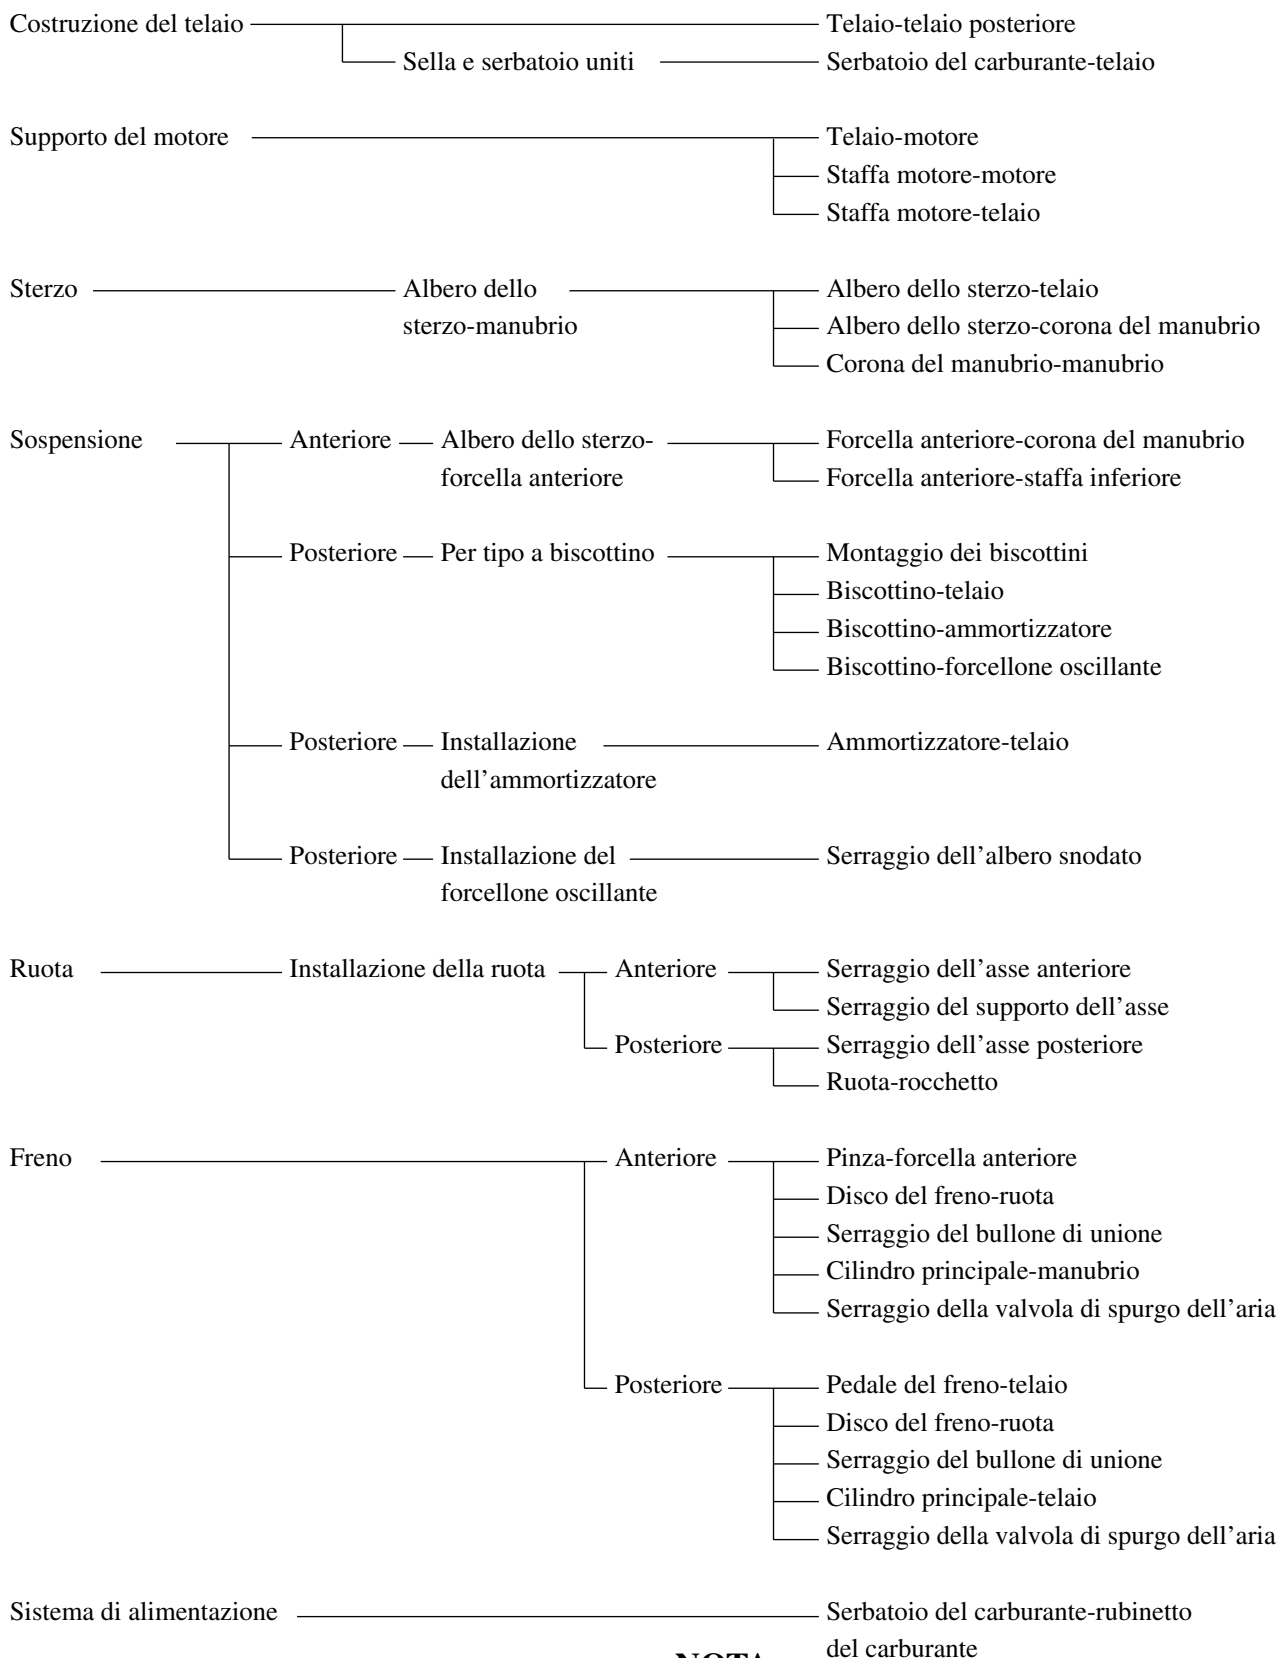 Costruzione del telaio
Telaio-telaio posteriore
Sella e serbatoio uniti
Serbatoio del carburante-telaio
Supporto del motore
Telaio-motore
Staffa motore-motore
Staffa motore-telaio
Sterzo
Albero dello
sterzo-manubrio
Albero dello sterzo-telaio
Albero dello sterzo-corona del manubrio
Corona del manubrio-manubrio
Sospensione
Anteriore
Albero dello sterzo-
forcella anteriore
Forcella anteriore-corona del manubrio
Forcella anteriore-staffa inferiore
Posteriore
Per tipo a biscottino
Montaggio dei biscottini
Biscottino-telaio
Biscottino-ammortizzatore
Biscottino-forcellone oscillante
Posteriore
Installazione
dell'ammortizzatore
Ammortizzatore-telaio
Posteriore
Installazione del
forcellone oscillante
Serraggio dell'albero snodato
Ruota
Installazione della ruota
Anteriore
Serraggio dell'asse anteriore
Serraggio del supporto dell'asse
Posteriore
Serraggio dell'asse posteriore
Ruota-rocchetto
Freno
Anteriore
Pinza-forcella anteriore
Disco del freno-ruota
Serraggio del bullone di unione
Cilindro principale-manubrio
Serraggio della valvola di spurgo dell'aria
Posteriore
Pedale del freno-telaio
Disco del freno-ruota
Serraggio del bullone di unione
Cilindro principale-telaio
Serraggio della valvola di spurgo dell'aria
Sistema di alimentazione
Serbatoio del carburante-rubinetto
del carburante
NOTA